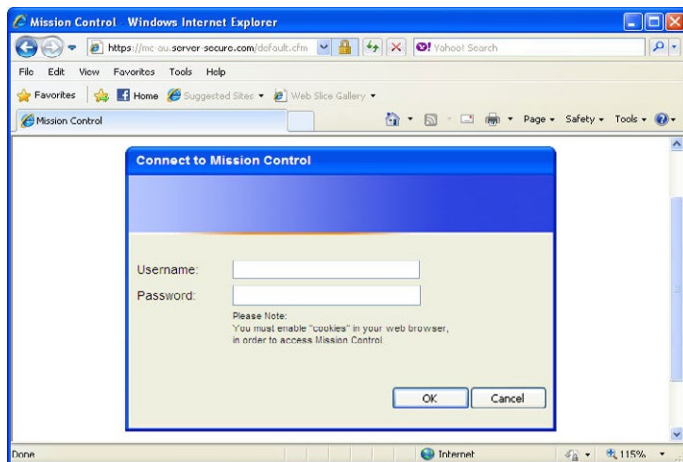 Mission Control - Windows Internet Explorer
https://mc-au.server-secure.com/default.cfm
Yahoo! Search
File Edit View Favorites Tools Help
Favorites Home Suggested Sites Web Slice Gallery
Mission Control
Page Safety Tools
Connect to Mission Control
Username:
Password:
Please Note:
You must enable "cookies" in your web browser,
in order to access Mission Control.
OK Cancel
Done Internet 115%